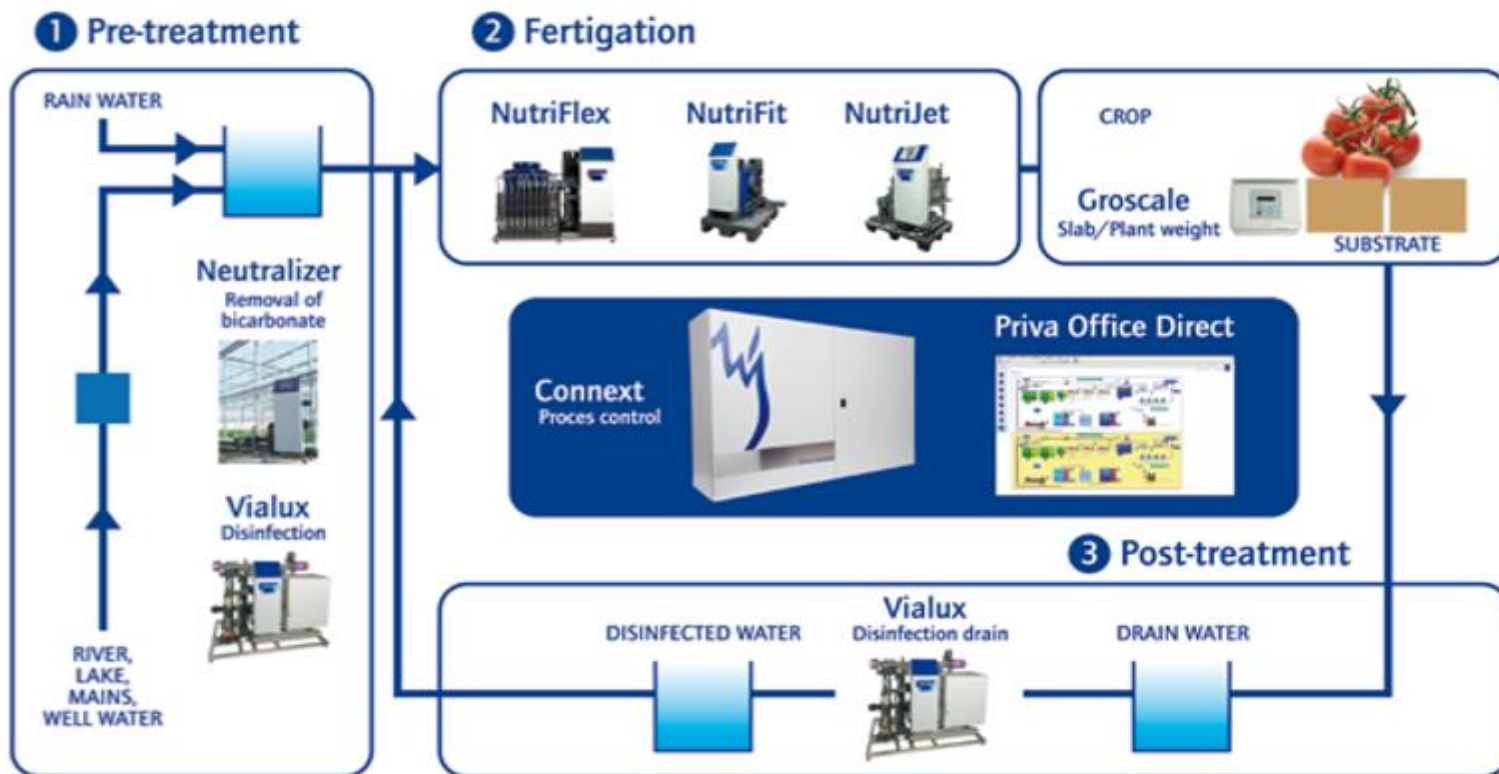 1 Pre-treatment
RAIN WATER
Neutralizer
Removal of
bicarbonate
Vialux
Disinfection
RIVER,
LAKE,
MAINS,
WELL WATER
2 Fertigation
NutriFlex
NutriFit
NutriJet
CROP
Groscale
Slab/Plant weight
SUBSTRATE
Connext
Proces control
Priva Office Direct
3 Post-treatment
DISINFECTED WATER
Vialux
Disinfection drain
DRAIN WATER